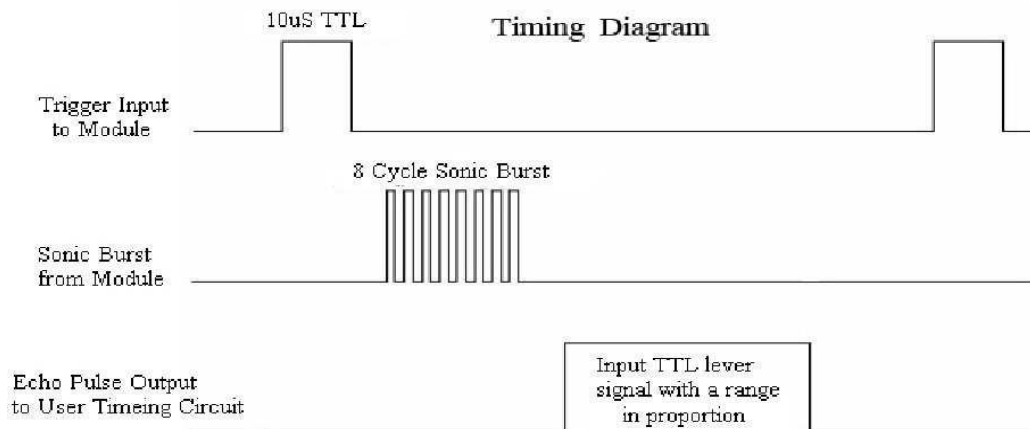 10uS TTL
Timing Diagram
Trigger Input
to Module
8 Cycle Sonic Burst
Sonic Burst
from Module
Echo Pulse Output
to User Timeing Circuit
Input TTL lever
signal with a range
in proportion